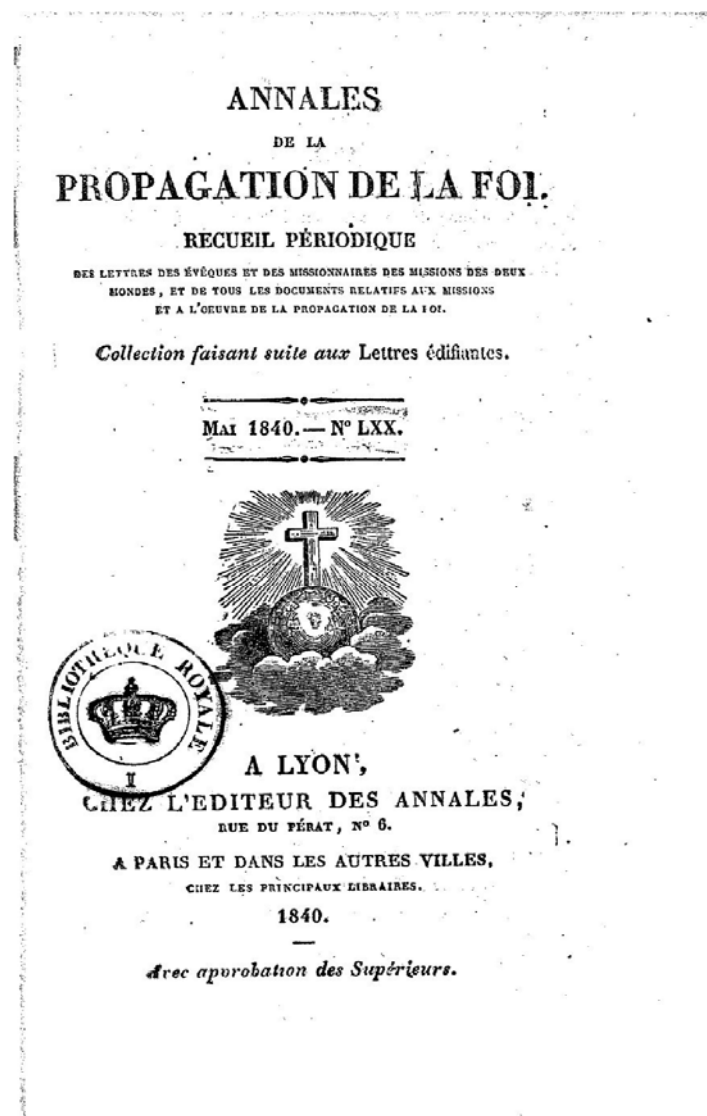 ANNALES
DE LA
PROPAGATION DE LA FOI.
RECUEIL PÉRIODIQUE
DES LETTRES DES ÉVÊQUES ET DES MISSIONNAIRES DES MISSIONS DES DEUX
MONDES, ET DE TOUS LES DOCUMENTS RELATIFS AUX MISSIONS
ET A L'OEUVRE DE LA PROPAGATION DE LA FOI.
Collection faisant suite aux Lettres édifiantes.
MAI 1840.—N° LXX.
BIBLIOTHEQUE ROYALE
I
A LYON,
CHEZ L'EDITEUR DES ANNALES,
RUE DU PÉRAT, N° 6.
A PARIS ET DANS LES AUTRES VILLES,
CHEZ LES PRINCIPAUX LIBRAIRES.
1840.
Avec approbation des Supérieurs.